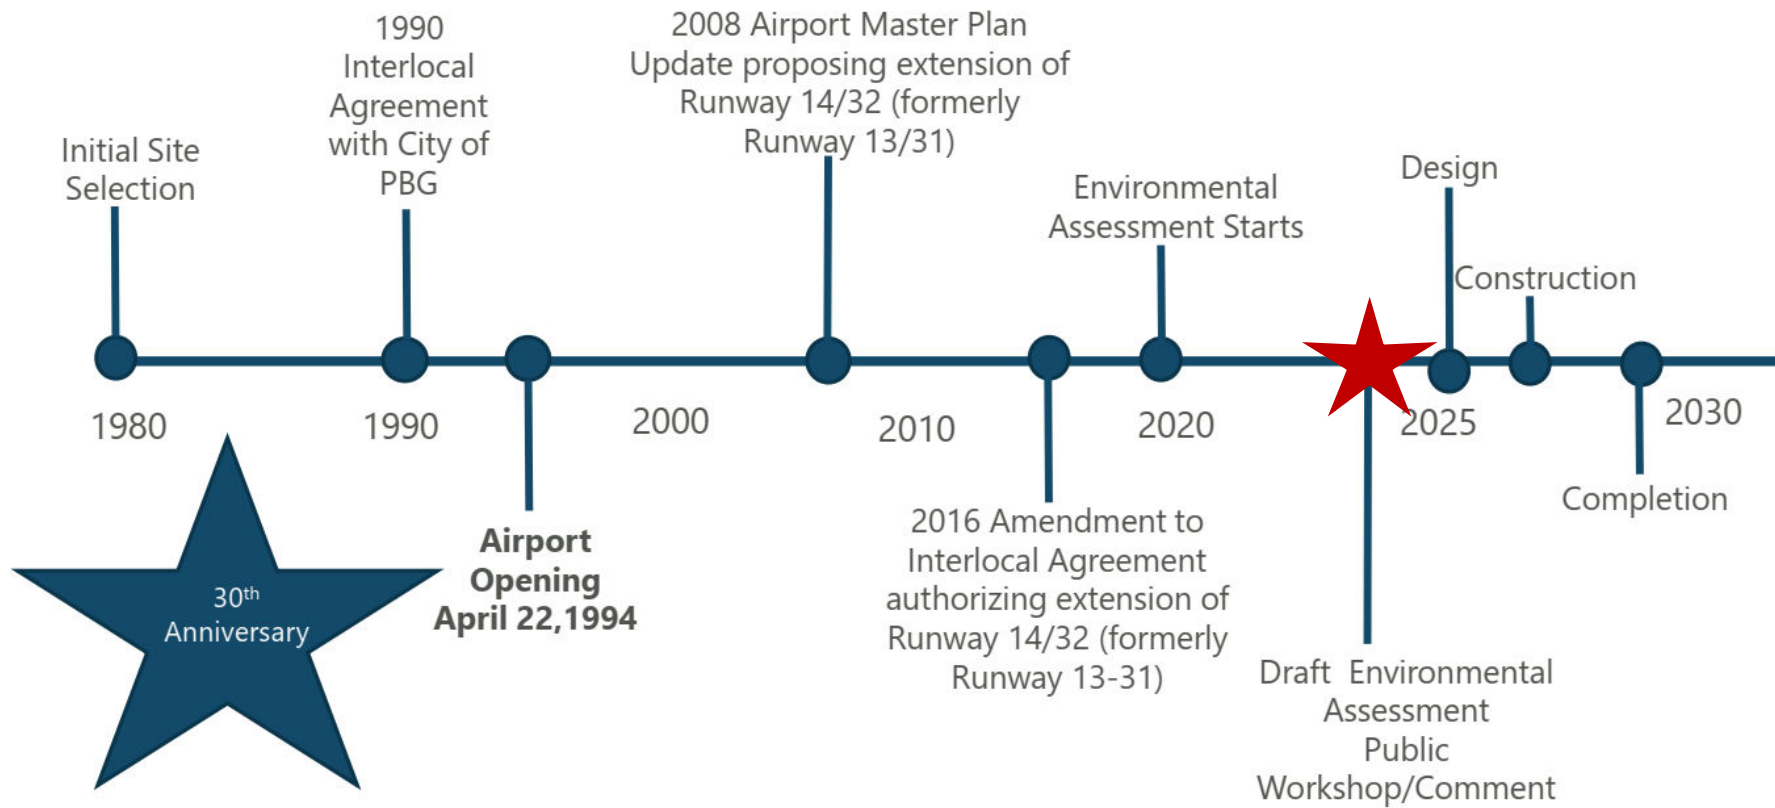 Initial Site
Selection
1990
Interlocal
Agreement
with City of
PBG
2008 Airport Master Plan
Update proposing extension of
Runway 14/32 (formerly
Runway 13/31)
Environmental
Assessment Starts
Design
Construction
1980
1990
2000
2010
2020
2025
2030
30th
Anniversary
Airport
Opening
April 22,1994
2016 Amendment to
Interlocal Agreement
authorizing extension of
Runway 14/32 (formerly
Runway 13-31)
Draft Environmental
Assessment
Public
Workshop/Comment
Completion